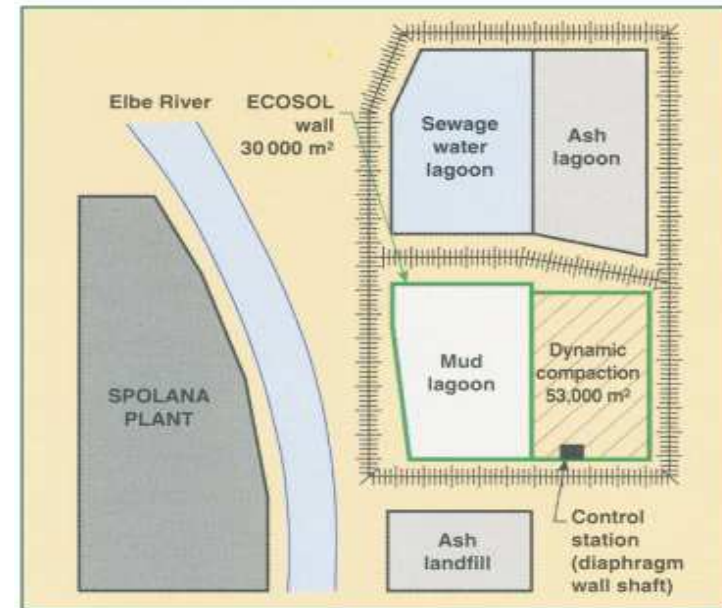 Elbe River
ECOSOL
wall
30 000 m²
Sewage
water
lagoon
Ash
lagoon
SPOLANA
PLANT
Mud
lagoon
Dynamic
compaction
53.000 m²
Ash
landfill
Control
station
(diaphragm
wall shaft)